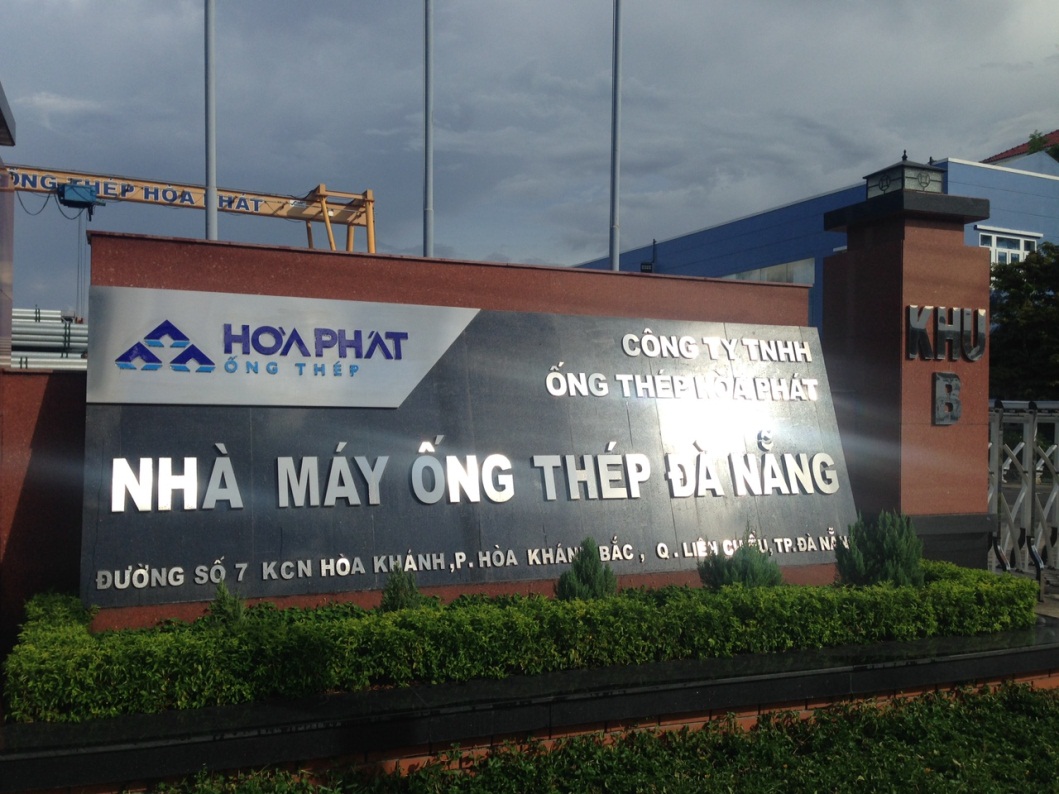 ỐNG THÉP HÒA PHÁT
HÒA PHÁT
ỐNG THÉP
CÔNG TY TNHH
ỐNG THÉP HÒA PHÁT
NHÀ MÁY ỐNG THÉP ĐÀ NẴNG
ĐƯỜNG SỐ 7 KCN HÒA KHÁNH, P. HÒA KHÁNH BẮC, Q. LIÊN CHIỂU, TP.ĐÀ NẴNG
KHU
B